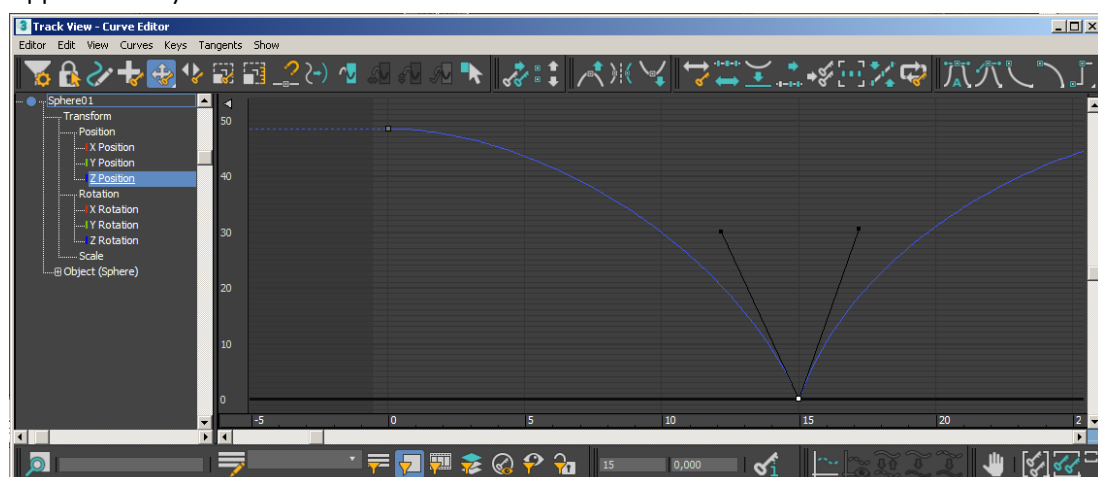 3 Track View - Curve Editor
Editor Edit View Curves Keys Tangents Show
Sphere01
Transform
Position
X Position
Y Position
Z Position
Rotation
X Rotation
Y Rotation
Z Rotation
Scale
Object (Sphere)
50
40
30
20
10
0
-5 0 5 10 15 20 2
15 0,000